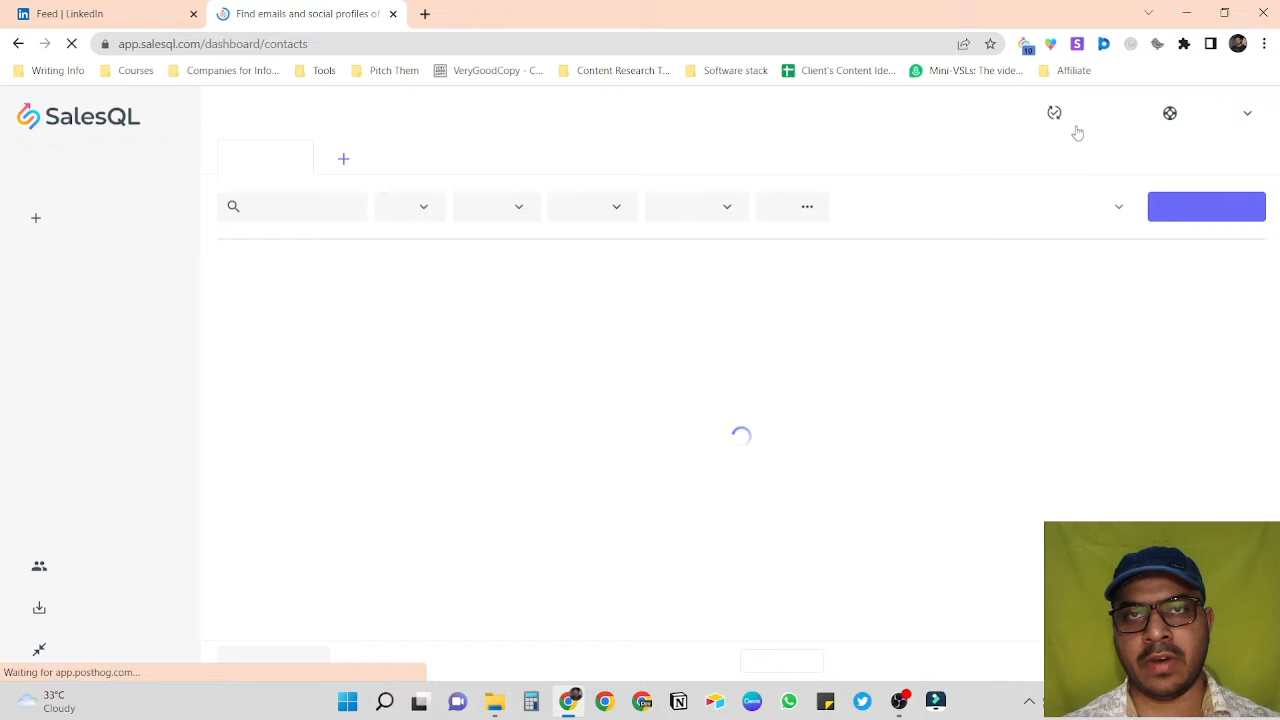 Feed | LinkedIn
Find emails and social profiles of
app.salesql.com/dashboard/contacts
10
Writing Info
Courses
Companies for Info...
Tools
Pitch Them
VeryGoodCopy - C...
Content Research T...
Software stack
Client's Content Ide...
Mini-VSLs: The vide...
Affiliate
SalesQL
Waiting for app.posthog.com...
33°C
Cloudy